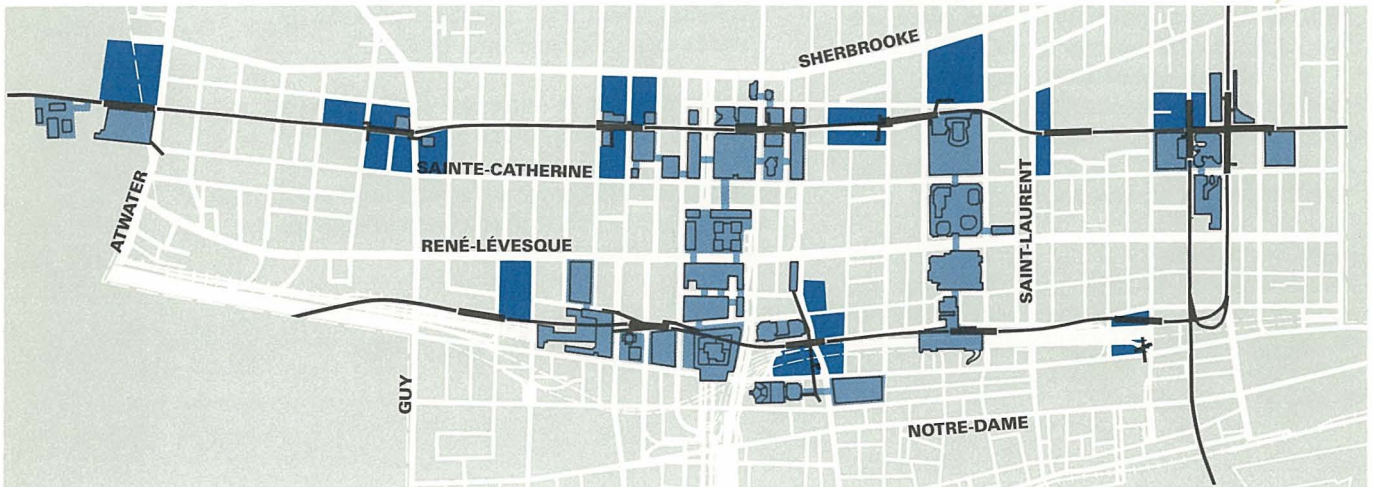 SHERBROOKE
SAINTE-CATHERINE
ATWATER
RENÉ-LÉVESQUE
SAINT-LAURENT
GUY
NOTRE-DAME